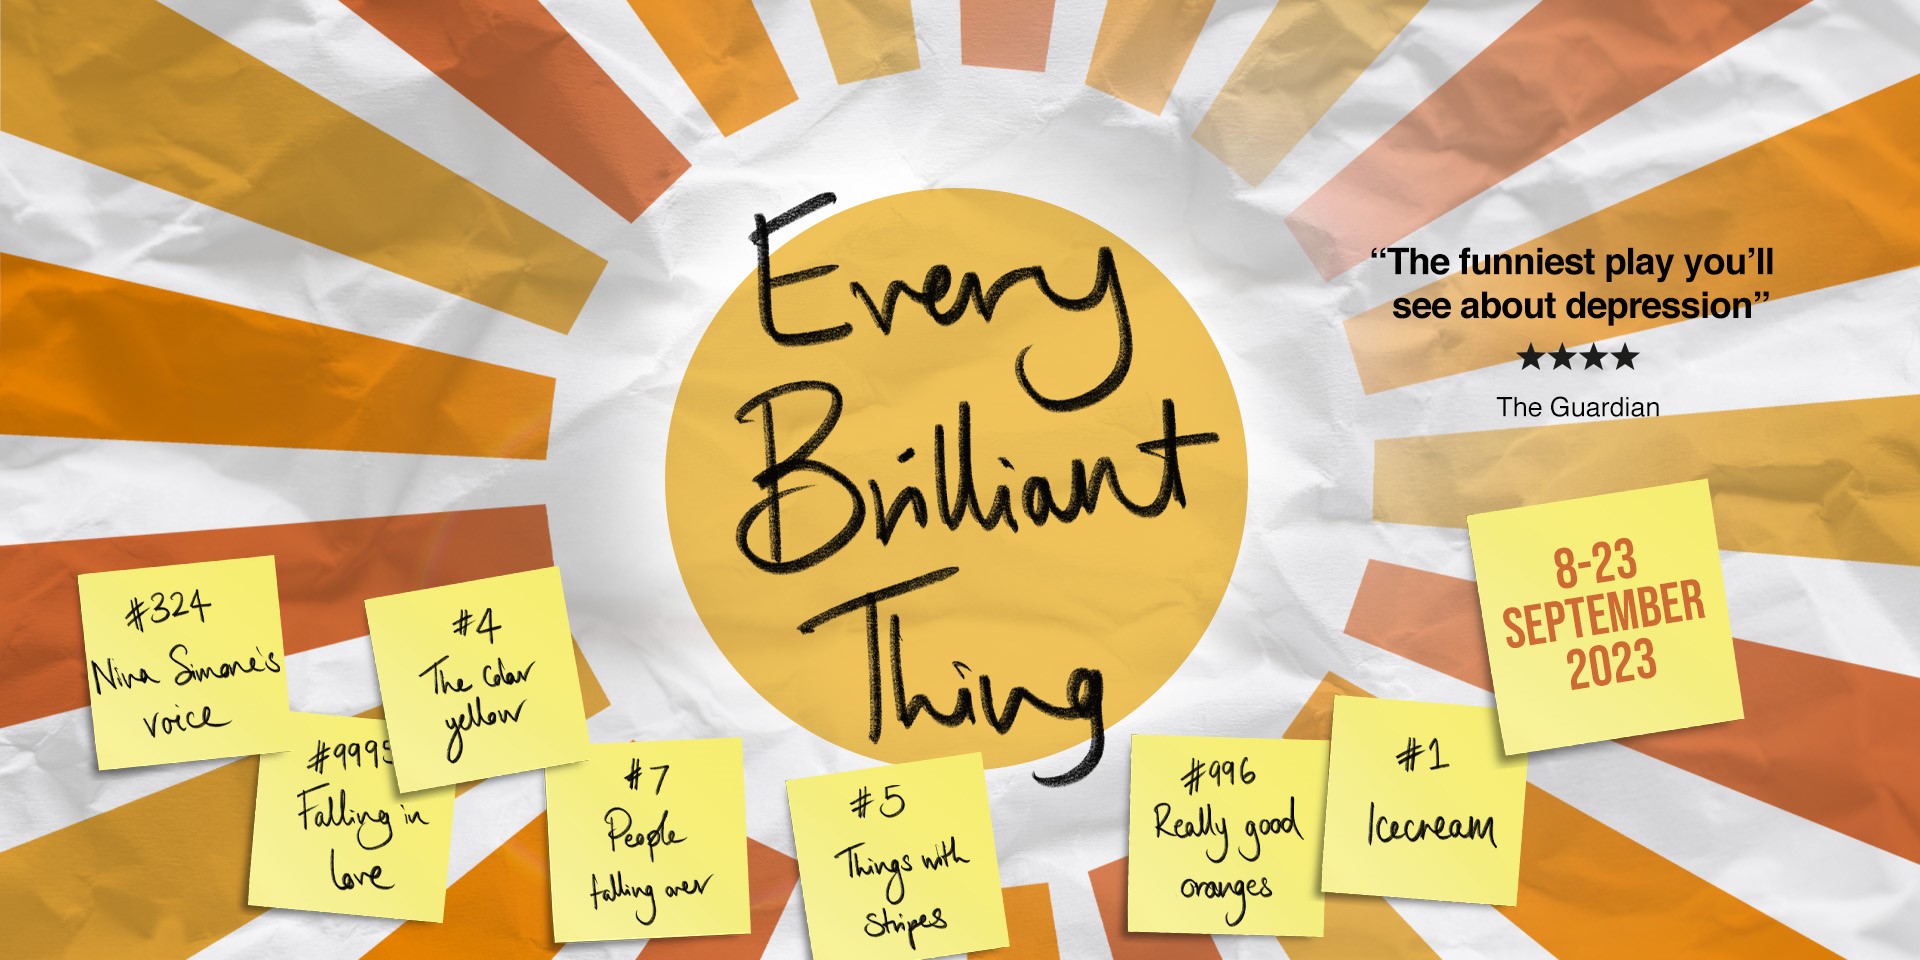 Every
Brilliant
Thing
“The funniest play you’ll
see about depression”
★★★★
The Guardian
8-23
SEPTEMBER
2023
#324
Nina Simone's
voice
#4
The Colour
yellow
#9995
Falling in
love
#7
People
falling over
#5
Things with
Stripes
#996
Really good
oranges
#1
Icecream